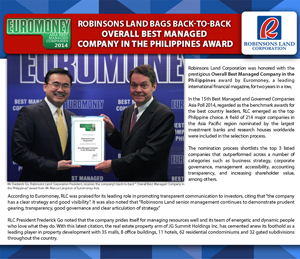 EUROMONEY
2014
ROBINSONS LAND BAGS BACK-TO-BACK
OVERALL BEST MANAGED
COMPANY IN THE PHILIPPINES AWARD
R
ROBINSONS LAND
CORPORATION
EUROMONEY
Robinsons Land Corporation was honored with the
prestigious Overall Best Managed Company in the
Philippines award by Euromoney, a leading
international financial magazine, for two years in a row.
In the 15th Best Managed and Governed Companies
Asia Poll 2014, regarded as the benchmark awards for
the best country leaders, RLC emerged as the top
Philippine choice. A field of 214 major companies in
the Asia Pacific region nominated by the largest
investment banks and research houses worldwide
were included in the selection process.
The nomination process shortlists the top 3 listed
companies that outperformed across a number of
categories such as business strategy, corporate
governance, management accessibility, accounting
transparency, and increasing shareholder value,
among others.
According to Euromoney, RLC was praised for its leading role in promoting transparent communication to investors, citing that "the company
has a clear strategy and good visibility." It was also noted that "Robinsons Land senior management continues to demonstrate prudent
gearing, transparency, good governance and clear articulation of strategy."
RLC President Frederick Go noted that the company prides itself for managing resources well and its team of energetic and dynamic people
who love what they do. With this latest citation, the real estate property arm of JG Summit Holdings Inc. has cemented anew its foothold as a
leading player in property development with 35 malls, 8 office buildings, 11 hotels, 62 residential condominiums and 32 gated subdivisions
throughout the country.